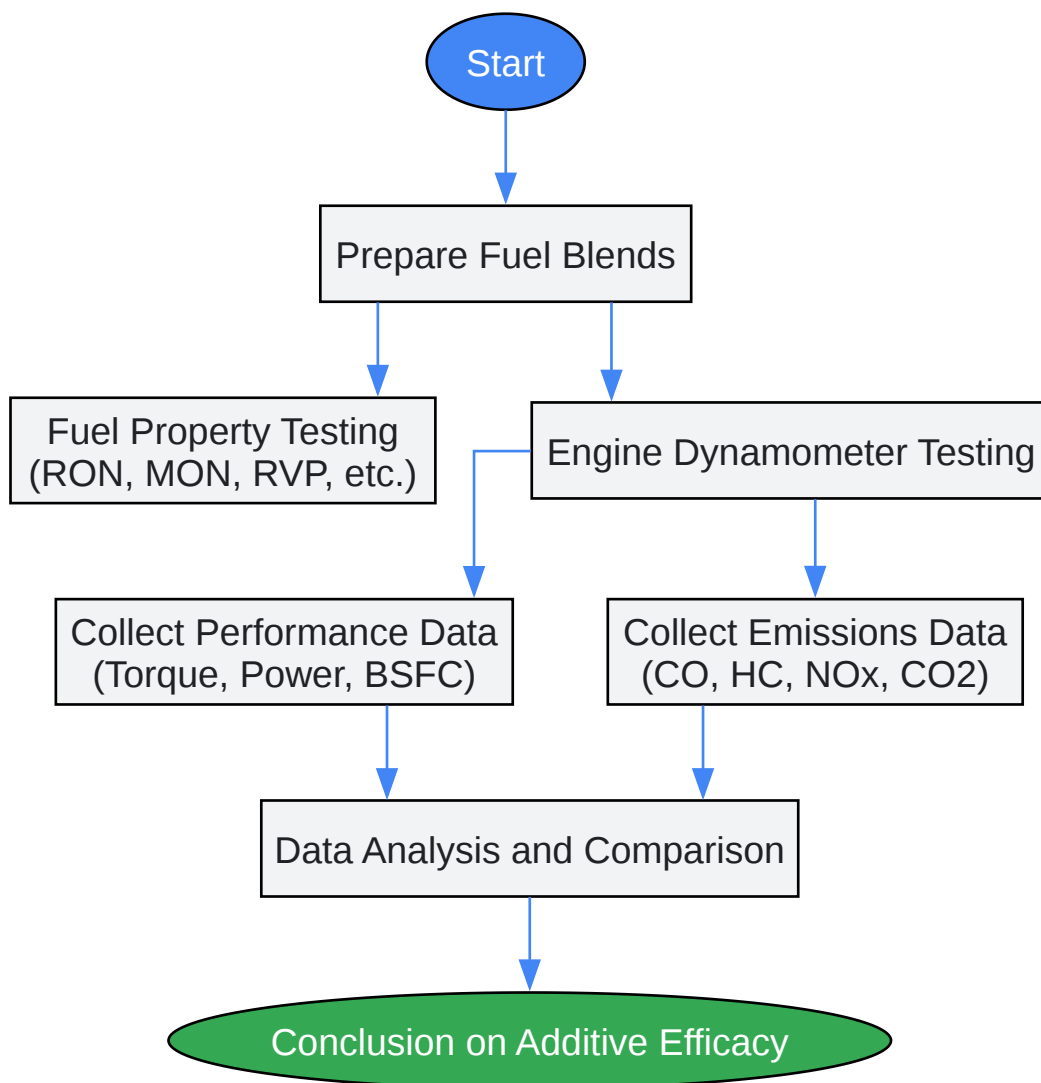 Start
Prepare Fuel Blends
Fuel Property Testing
(RON, MON, RVP, etc.)
Engine Dynamometer Testing
Collect Performance Data
(Torque, Power, BSFC)
Collect Emissions Data
(CO, HC, NOx, CO2)
Data Analysis and Comparison
Conclusion on Additive Efficacy